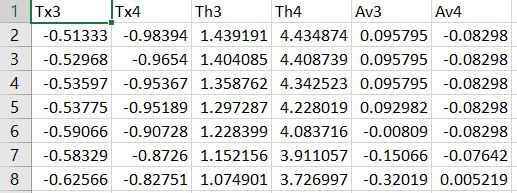 1 Tx3 Tx4 Th3 Th4 Av3 Av4
2 -0.51333 -0.98394 1.439191 4.434874 0.095795 -0.08298
3 -0.52968 -0.9654 1.404085 4.408739 0.095795 -0.08298
4 -0.53597 -0.95367 1.358762 4.342523 0.095795 -0.08298
5 -0.53775 -0.95189 1.297287 4.228019 0.092982 -0.08298
6 -0.59066 -0.90728 1.228399 4.083716 -0.00809 -0.08298
7 -0.58329 -0.8726 1.152156 3.911057 -0.15066 -0.07642
8 -0.62566 -0.82751 1.074901 3.726997 -0.32019 0.005219